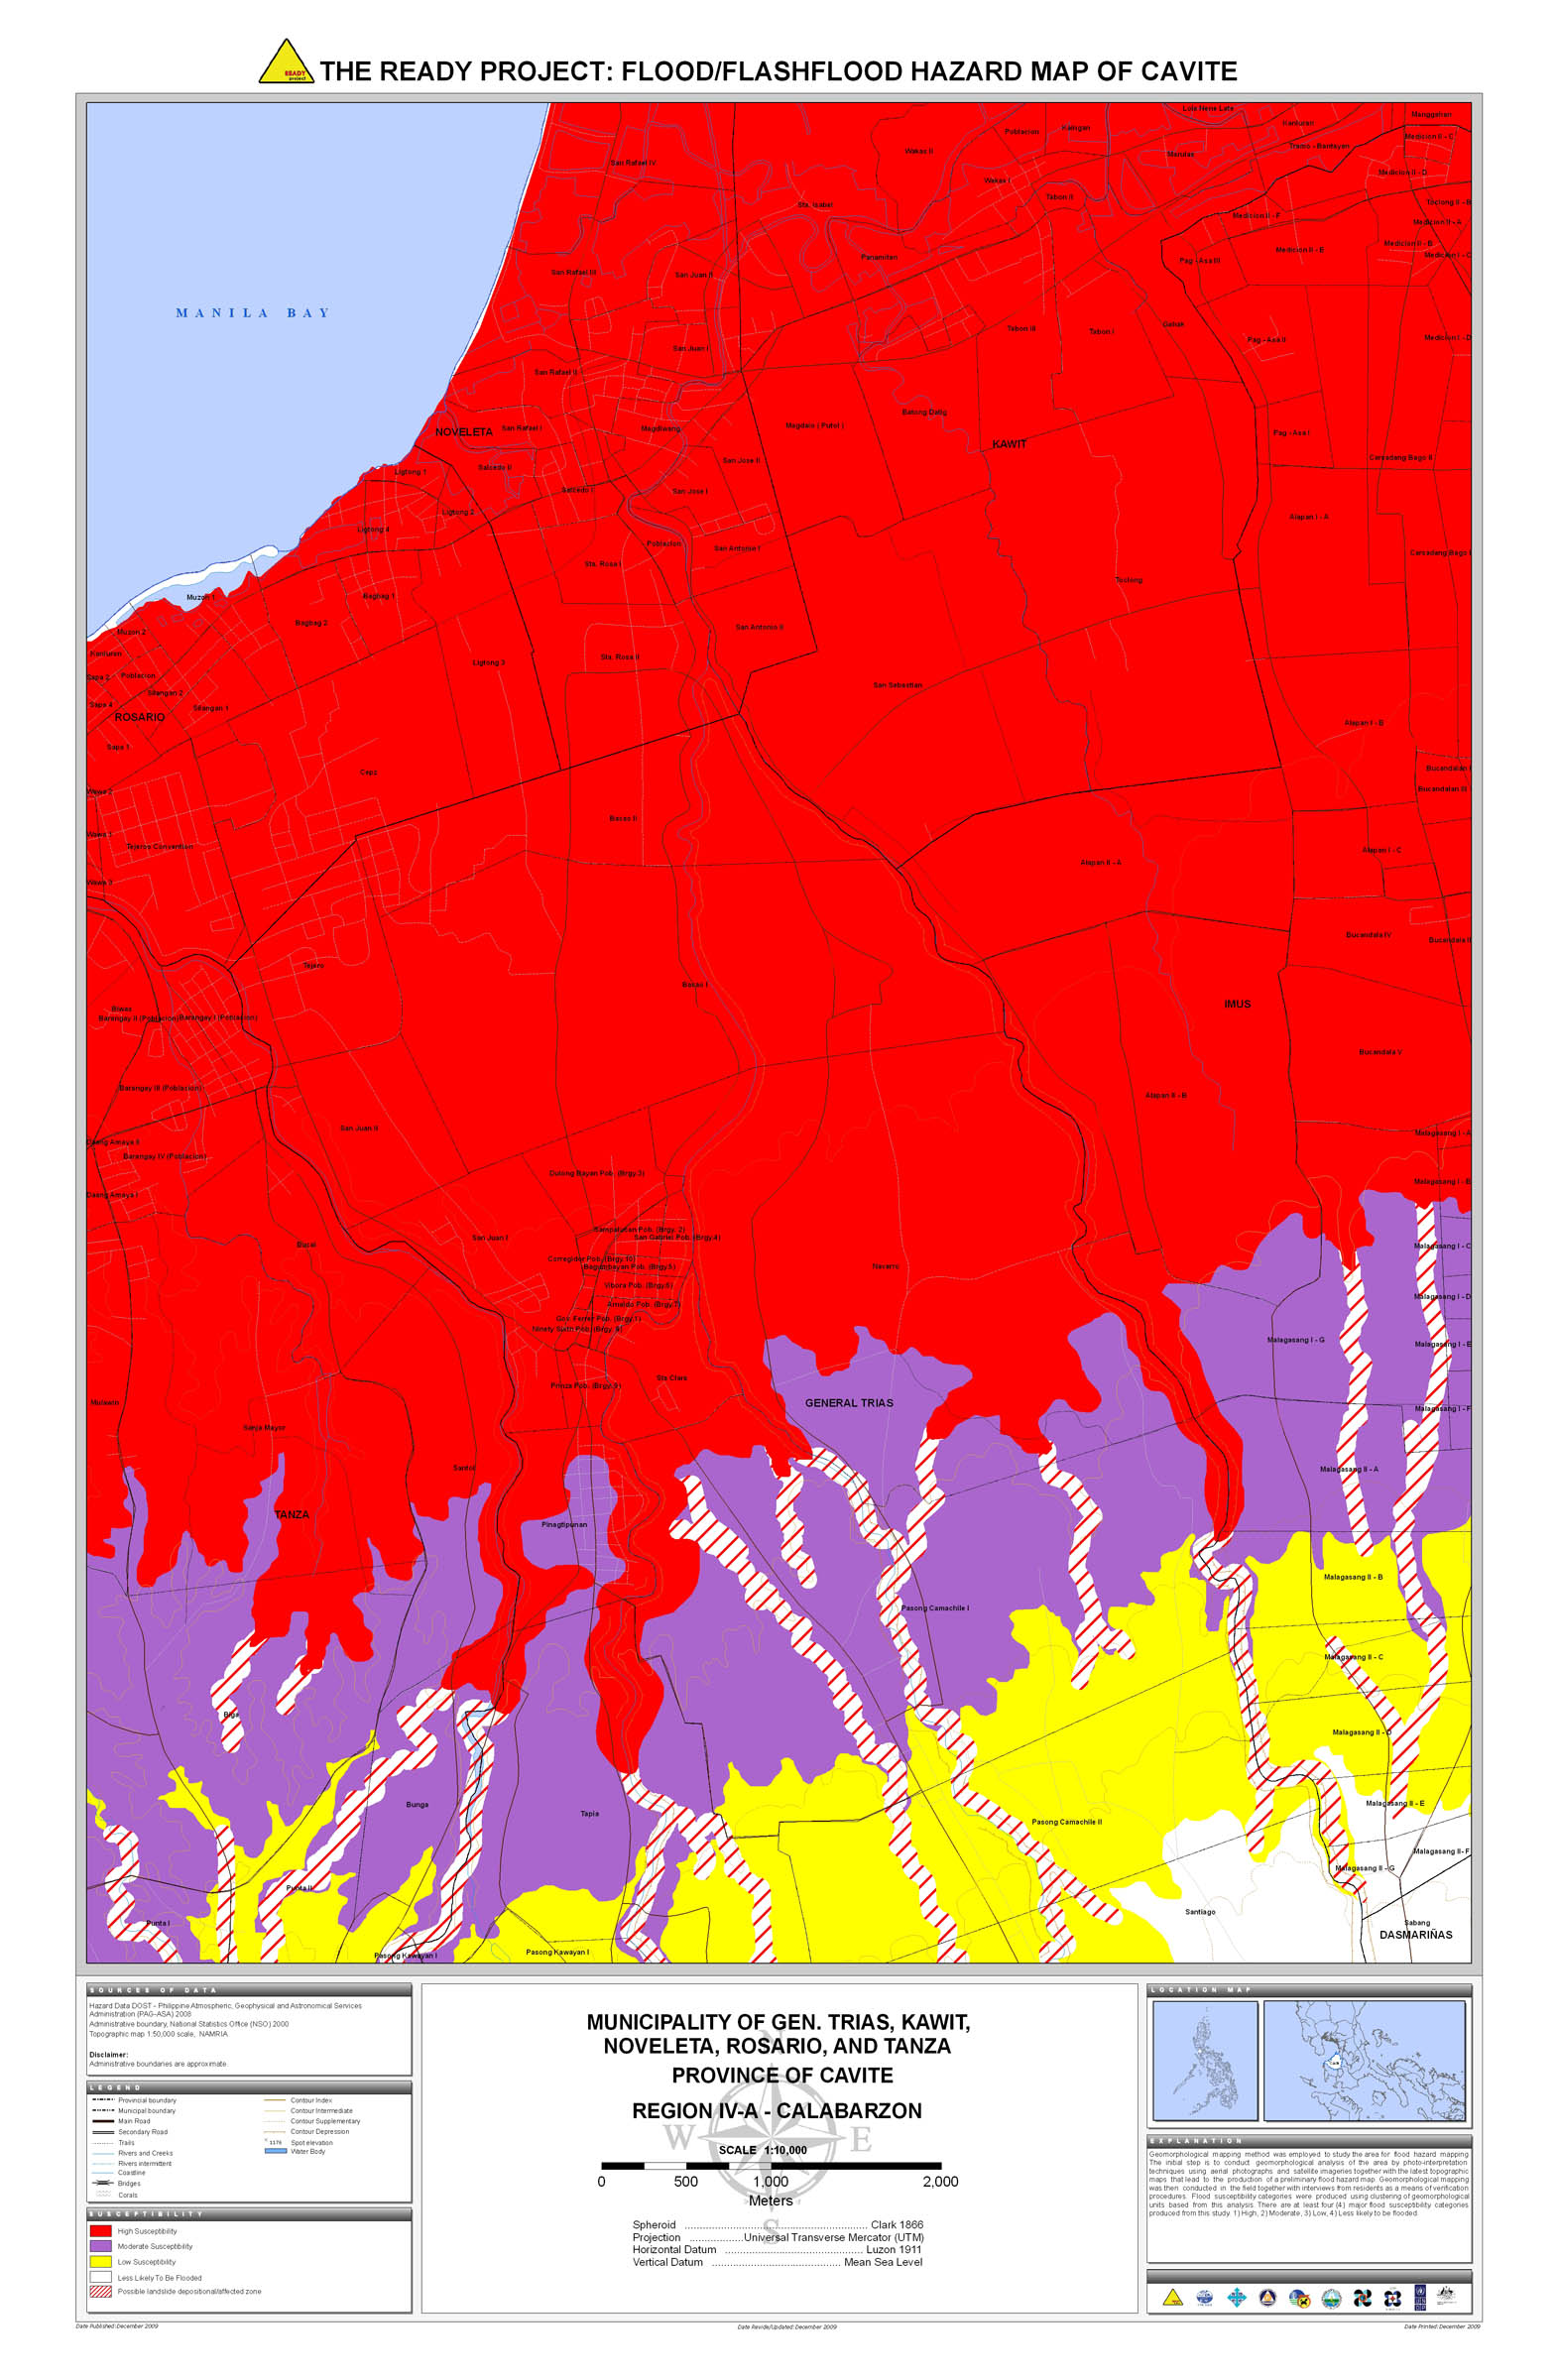 THE READY PROJECT: FLOOD/FLASHFLOOD HAZARD MAP OF CAVITE
READY
project
MANILA BAY
Manggahan
Kanluran
Medicion II - C
Poblacion
Kaingen
San Rafael IV
Wakas II
Marulas
Tramo - Bantayan
Medicion II - D
Wakas I
Tabon II
Sta. Isabel
Medicion II - F
Toclong II - B
Medicion II - A
Panamitan
Medicion II - E
Medicion II - B
Medicion I - C
Pag - Asa III
San Rafael III
San Juan II
Tabon III
Tabon I
Gahak
Pag - Asa II
Medicion I - D
San Juan I
San Rafael II
Batong Dalig
Magdalo ( Putol )
NOVELETA
San Rafael I
Magdiwang
KAWIT
Pag - Asa I
Carsadang Bago II
Ligtong 1
Salcedo II
San Jose II
Salcedo I
San Jose I
Ligtong 2
Ligtong 4
Alapan I - A
Poblacion
San Antonio I
Carsadang Bago I
Sta. Rosa I
Toclong
Muzon 1
Bagbag 1
Bagbag 2
San Antonio II
Muzon 2
Kanluran
Ligtong 3
Sta. Rosa II
Sapa 2
Poblacion
San Sebastian
Silangan 2
Sapa 4
Silangan 1
ROSARIO
Alapan I - B
Sapa 1
Capz
Bucandala I
Wawa 2
Bucandala III
Bacao II
Wawa 1
Tejeros Convention
Alapan I - C
Alapan II - A
Wawa 3
Bucandala IV
Bucandala II
Tejero
Bacao I
IMUS
Biwas
Barangay II (Poblacion)
Barangay I (Poblacion)
Bucandala V
Barangay III (Poblacion)
Alapan II - B
San Juan II
Malagasang I - A
Daang Amaya II
Barangay IV (Poblacion)
Dulong Bayan Pob. (Brgy.3)
Malagasang I - B
Daang Amaya I
Sampalucan Pob. (Brgy. 2)
San Gabriel Pob. (Brgy.4)
San Juan I
Bucal
Malagasang I - C
Corregidor Pob. (Brgy.10)
Bagumbayan Pob. (Brgy.5)
Navarro
Vibora Pob. (Brgy.6)
Malagasang I - D
Arnaldo Pob. (Brgy.7)
Gov. Ferrer Pob. (Brgy.1)
Ninety Sixth Pob. (Brgy. 8)
Malagasang I - G
Malagasang I - E
Sta Clara
Prinza Pob. (Brgy. 9)
Mulawin
GENERAL TRIAS
Malagasang I - F
Sanja Mayor
Santol
Malagasang II - A
TANZA
Pinagtipunan
Malagasang II - B
Pasong Camachile I
Malagasang II - C
Biga
Malagasang II - D
Bunga
Tapia
Malagasang II - E
Pasong Camachile II
Malagasang II- F
Malagasang II - G
Punta II
Santiago
Punta I
Sabang
DASMARIÑAS
Pasong Kawayan I
Pasong Kawayan I
SOURCES OF DATA
Hazard Data DOST - Philippine Atmospheric, Geophysical and Astronomical Services
Administration (PAG-ASA) 2008
Administrative boundary, National Statistics Office (NSO) 2000
Topographic map 1:50,000 scale, NAMRIA
Disclaimer:
Administrative boundaries are approximate.
LEGEND
Provincial boundary
Municipal boundary
Main Road
Secondary Road
Trails
Rivers and Creeks
Rivers intermittent
Coastline
Bridges
Corals
Contour Index
Contour Intermediate
Contour Supplementary
Contour Depression
1176 Spot elevation
Water Body
SUSCEPTIBILITY
High Susceptibility
Moderate Susceptibility
Low Susceptibility
Less Likely To Be Flooded
Possible landslide depositional/affected zone
MUNICIPALITY OF GEN. TRIAS, KAWIT,
NOVELETA, ROSARIO, AND TANZA
PROVINCE OF CAVITE
REGION IV-A - CALABARZON
N
W
E
S
SCALE 1:10,000
0 500 1,000 2,000
Meters
Spheroid ........ Clark 1866
Projection ........ Universal Transverse Mercator (UTM)
Horizontal Datum ........ Luzon 1911
Vertical Datum ........ Mean Sea Level
LOCATION MAP
EXPLANATION
Geomorphological mapping method was employed to study the area for flood hazard mapping.
The initial step is to conduct geomorphological analysis of the area by photo-interpretation
techniques using aerial photographs and satellite imageries together with the latest topographic
maps that lead to the production of a preliminary flood hazard map. Geomorphological mapping
was then conducted in the field together with interviews from residents as a means of verification
procedures. Flood susceptibility categories were produced using clustering of geomorphological
units based from this analysis. There are at least four (4) major flood susceptibility categories
produced from this study. 1) High, 2) Moderate, 3) Low, 4) Less likely to be flooded.
Date Published: December 2009
Date Revide/Updated: December 2009
Date Printed: December 2009